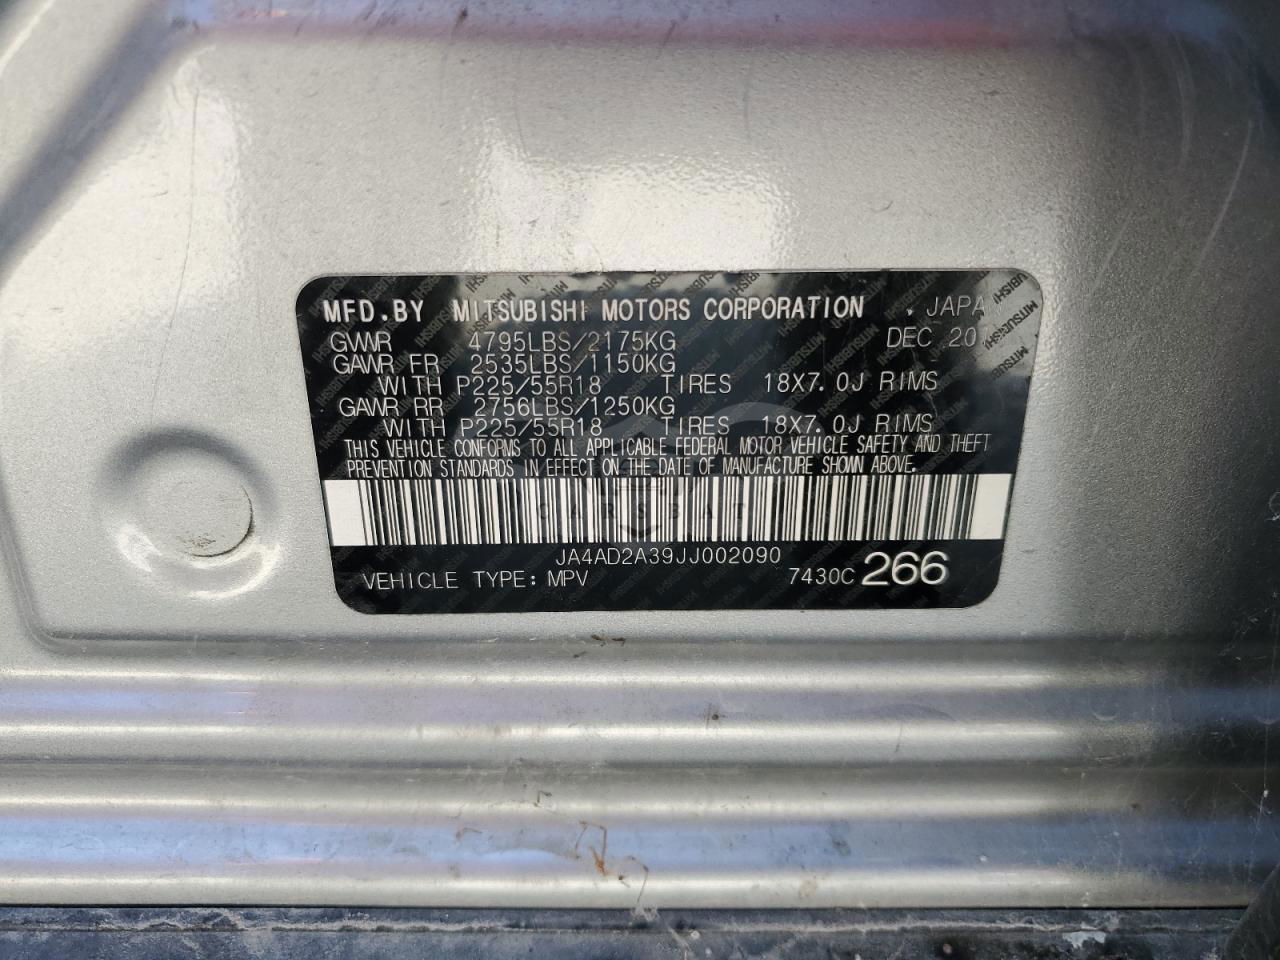 MFD.BY MITSUBISHI MOTORS CORPORATION , JAPA
GVWR 4795LBS/2175KG DEC 20
GAWR FR 2535LBS/1150KG
WITH P225/55R18 TIRES 18X7.0J RIMS
GAWR RR 2756LBS/1250KG
WITH P225/55R18 TIRES 18X7.0J RIMS
THIS VEHICLE CONFORMS TO ALL APPLICABLE FEDERAL MOTOR VEHICLE SAFETY AND THEFT
PREVENTION STANDARDS IN EFFECT ON THE DATE OF MANUFACTURE SHOWN ABOVE.
CARSBAT
JA4AD2A39JJ002090
VEHICLE TYPE: MPV 7430C 266